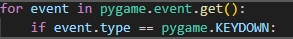 for event in pygame.event.get():
    if event.type == pygame.KEYDOWN: